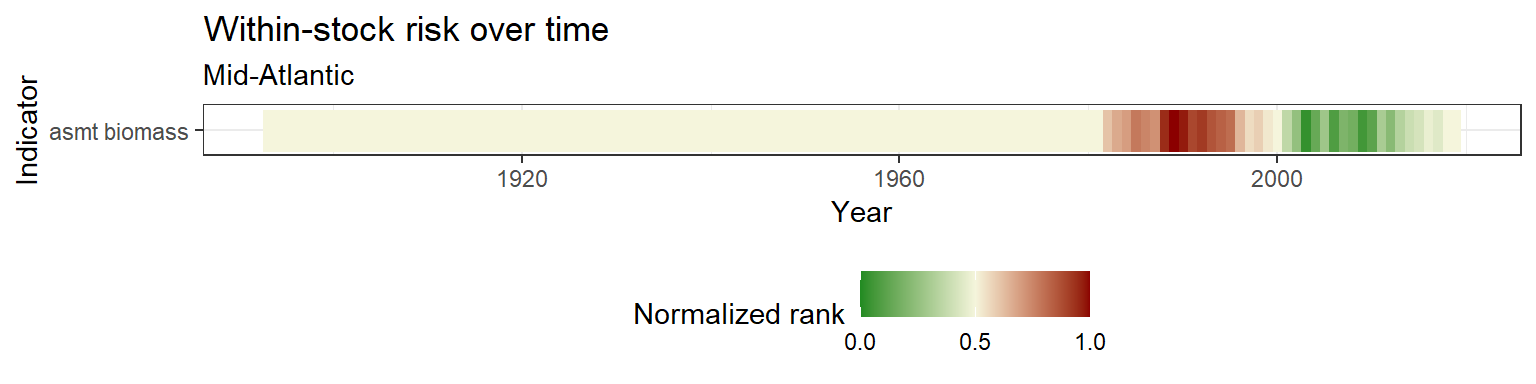 Within-stock risk over time
Mid-Atlantic
Indicator
asmt biomass
1920 1960 2000
Year
Normalized rank
0.0 0.5 1.0